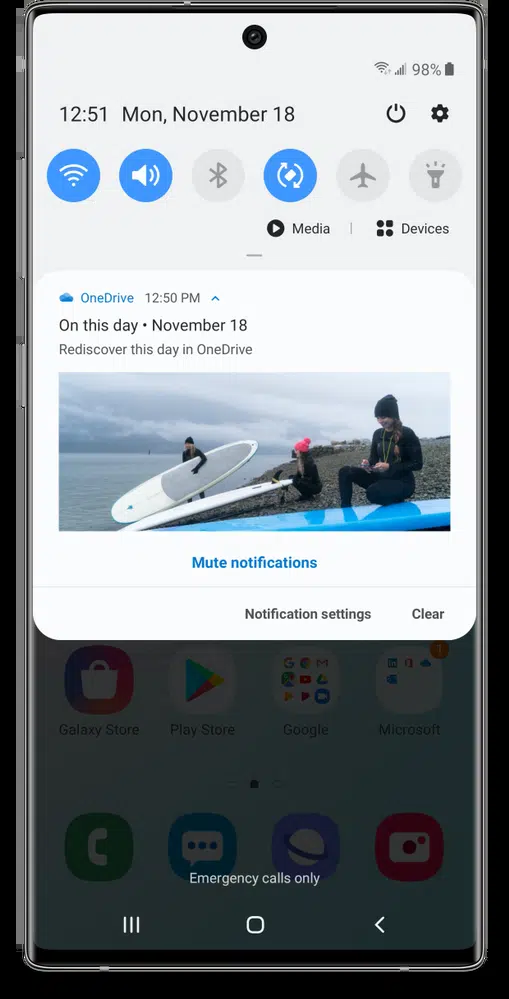 98%
12:51 Mon, November 18
Media | Devices
OneDrive 12:50 PM
On this day • November 18
Rediscover this day in OneDrive
Mute notifications
Notification settings Clear
1
Galaxy Store Play Store Google Microsoft
Emergency calls only